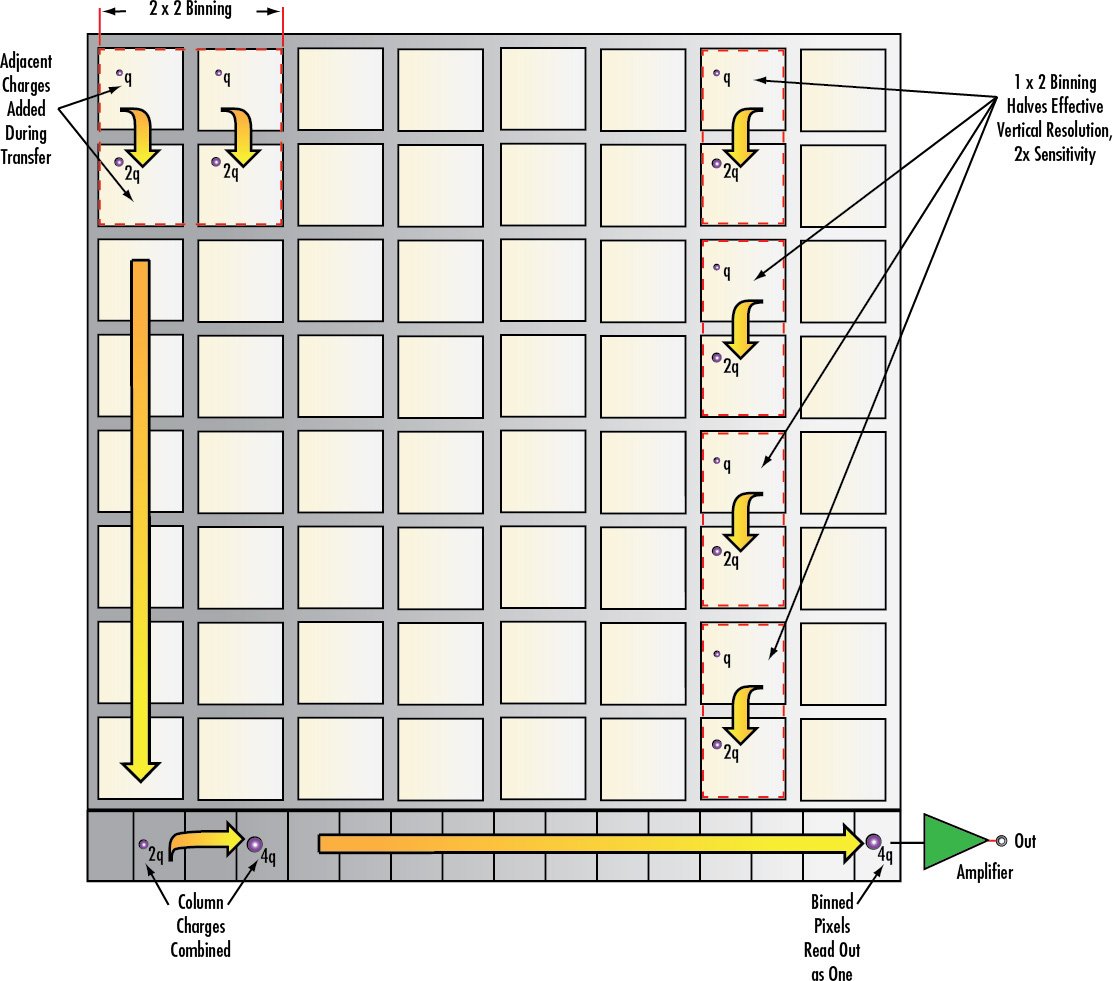 2 x 2 Binning
Adjacent
Charges
Added
During
Transfer
q
q
q
1 x 2 Binning
Halves Effective
Vertical Resolution,
2x Sensitivity
2q
2q
2q
q
2q
q
2q
q
2q
2q
4q
4q
Out
Amplifier
Column
Charges
Combined
Binned
Pixels
Read Out
as One